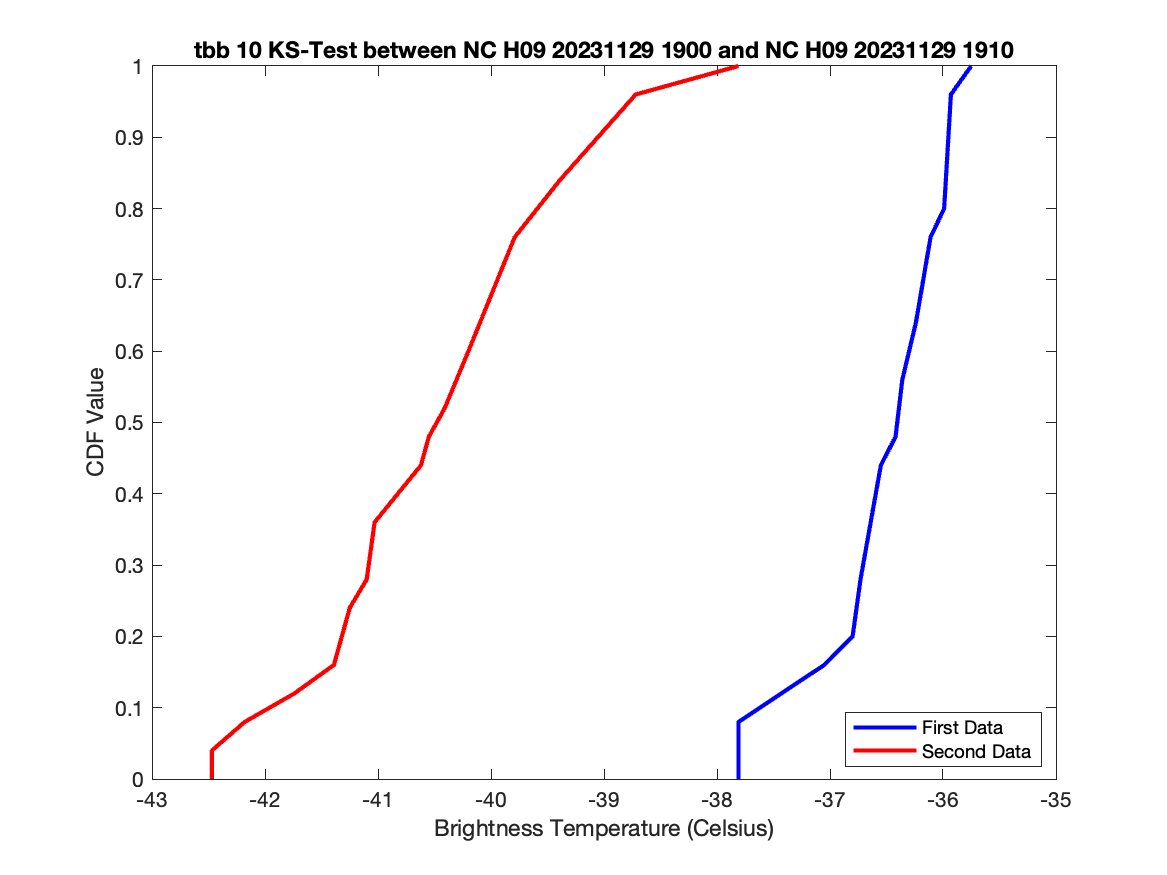 tbb 10 KS-Test between NC H09 20231129 1900 and NC H09 20231129 1910
1
0.9
0.8
0.7
0.6
0.5
0.4
0.3
0.2
0.1
0
CDF Value
First Data
Second Data
-43 -42 -41 -40 -39 -38 -37 -36 -35
Brightness Temperature (Celsius)